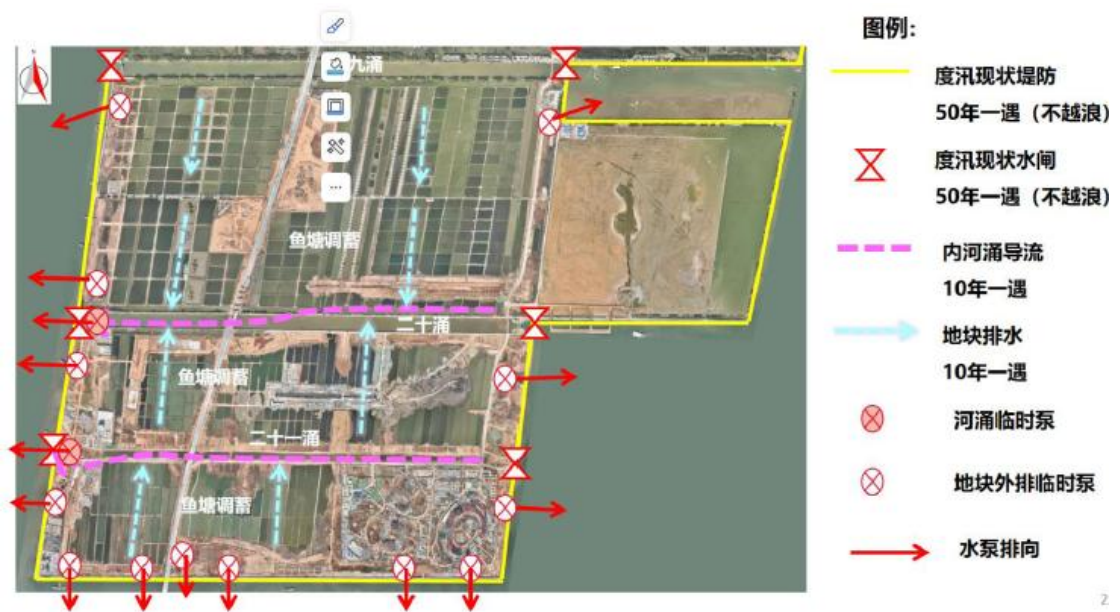 图例:
九涌
度汛现状堤防
50年一遇（不越浪）
度汛现状水闸
50年一遇（不越浪）
鱼塘调蓄
内河涌导流
10年一遇
二十涌
地块排水
10年一遇
鱼塘调蓄
河涌临时泵
二十一涌
地块外排临时泵
鱼塘调蓄
水泵排向
2